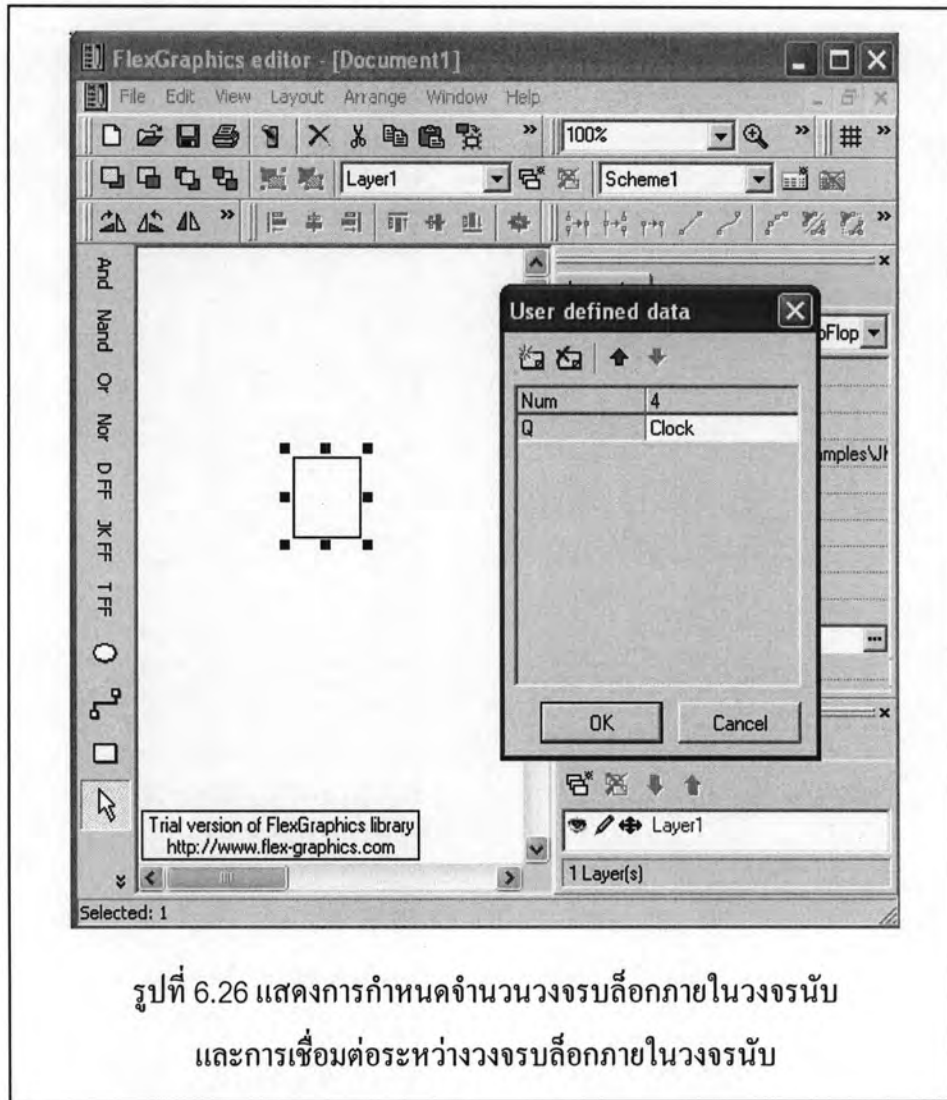 FlexGraphics editor - [Document1]
File Edit View Layout Arrange Window Help
100%
Layer1
Scheme1
And
Nand
Or
Nor
D FF
JK FF
T FF
User defined data
Num 4
Q Clock
OK Cancel
Trial version of FlexGraphics library
http://www.flex-graphics.com
Layer1
1 Layer(s)
Selected: 1
รูปที่ 6.26 แสดงการกำหนดจำนวนวงจรบล็อกภายในวงจรนับ
และการเชื่อมต่อระหว่างวงจรบล็อกภายในวงจรนับ